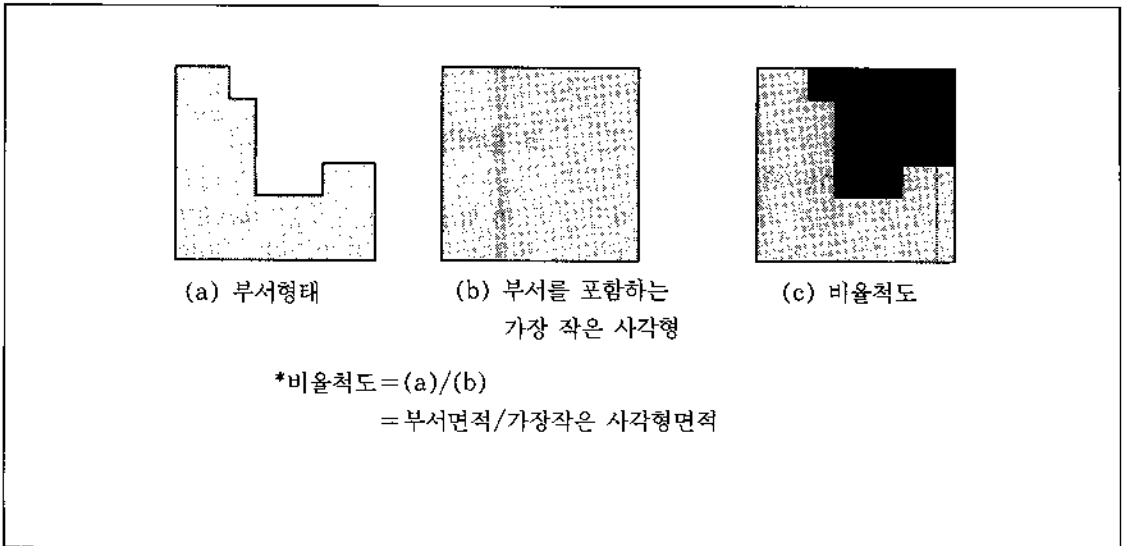 (a) 부서형태
(b) 부서를 포함하는
가장 작은 사각형
(c) 비율척도
*비율척도=(a)/(b)
=부서면적/가장작은 사각형면적